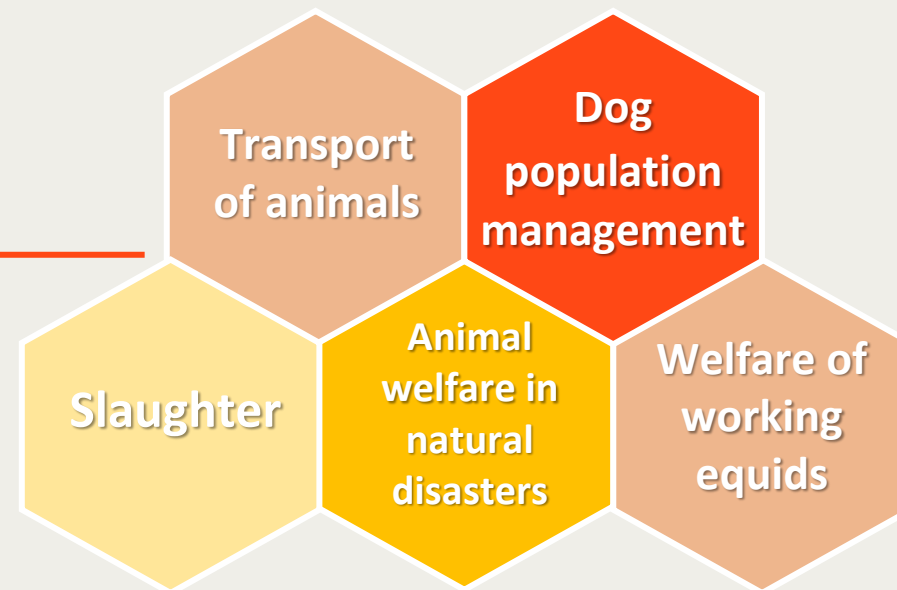 Transport
of animals
Dog
population
management
Slaughter
Animal
welfare in
natural
disasters
Welfare of
working
equids